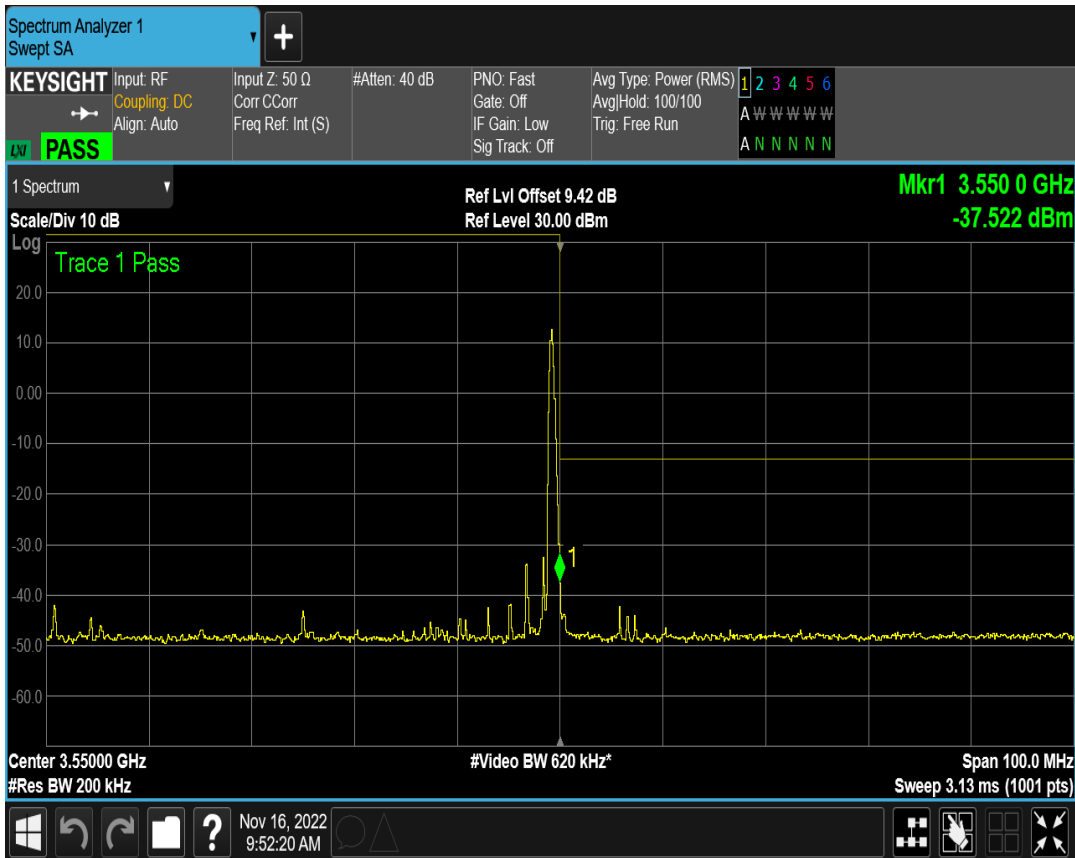 Spectrum Analyzer 1
Swept SA
+
KEYSIGHT
LXI PASS
Input: RF
Coupling: DC
Align: Auto
Input Z: 50 Ω
Corr CCorr
Freq Ref: Int (S)
#Atten: 40 dB
PNO: Fast
Gate: Off
IF Gain: Low
Sig Track: Off
Avg Type: Power (RMS)
Avg|Hold: 100/100
Trig: Free Run
1 2 3 4 5 6
A W W W W W
A N N N N N
1 Spectrum
Scale/Div 10 dB
Ref Lvl Offset 9.42 dB
Ref Level 30.00 dBm
Mkr1 3.550 0 GHz
-37.522 dBm
Log
Trace 1 Pass
20.0
10.0
0.00
-10.0
-20.0
-30.0
1
-40.0
-50.0
-60.0
Center 3.55000 GHz
#Video BW 620 kHz*
Span 100.0 MHz
#Res BW 200 kHz
Sweep 3.13 ms (1001 pts)
?
Nov 16, 2022
9:52:20 AM